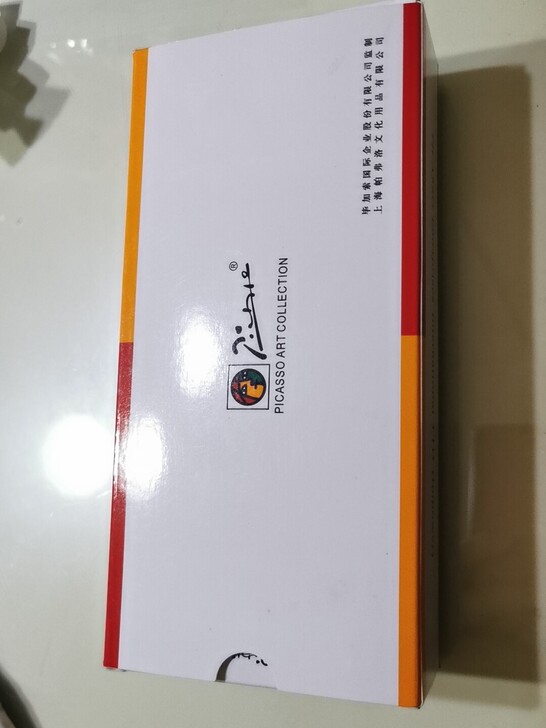 Picasso®
PICASSO ART COLLECTION
毕加索国际企业股份有限公司监制
上海帕弗洛文化用品有限公司